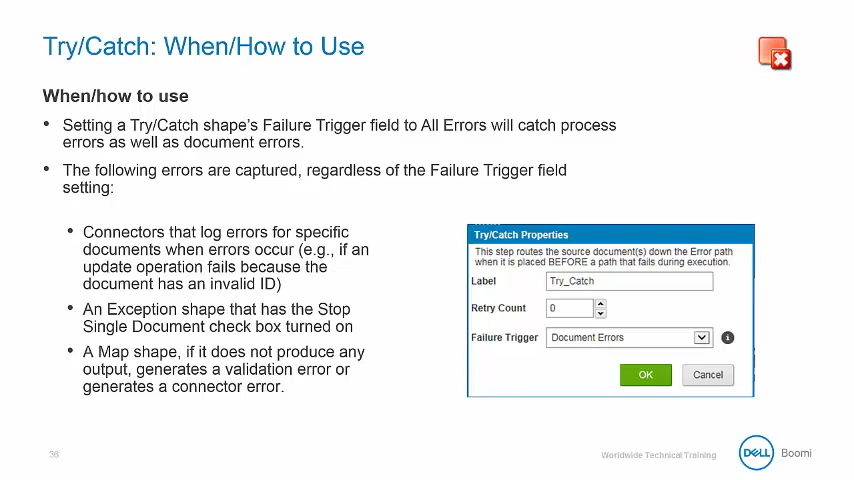 Try/Catch: When/How to Use
When/how to use
• Setting a Try/Catch shape's Failure Trigger field to All Errors will catch process
errors as well as document errors.
• The following errors are captured, regardless of the Failure Trigger field
setting:
• Connectors that log errors for specific
documents when errors occur (e.g., if an
update operation fails because the
document has an invalid ID)
• An Exception shape that has the Stop
Single Document check box turned on
• A Map shape, if it does not produce any
output, generates a validation error or
generates a connector error.
Try/Catch Properties
This step routes the source document(s) down the Error path
when it is placed BEFORE a path that fails during execution.
Label Try_Catch
Retry Count 0
Failure Trigger Document Errors
OK Cancel
36
Worldwide Technical Training
DELL Boomi